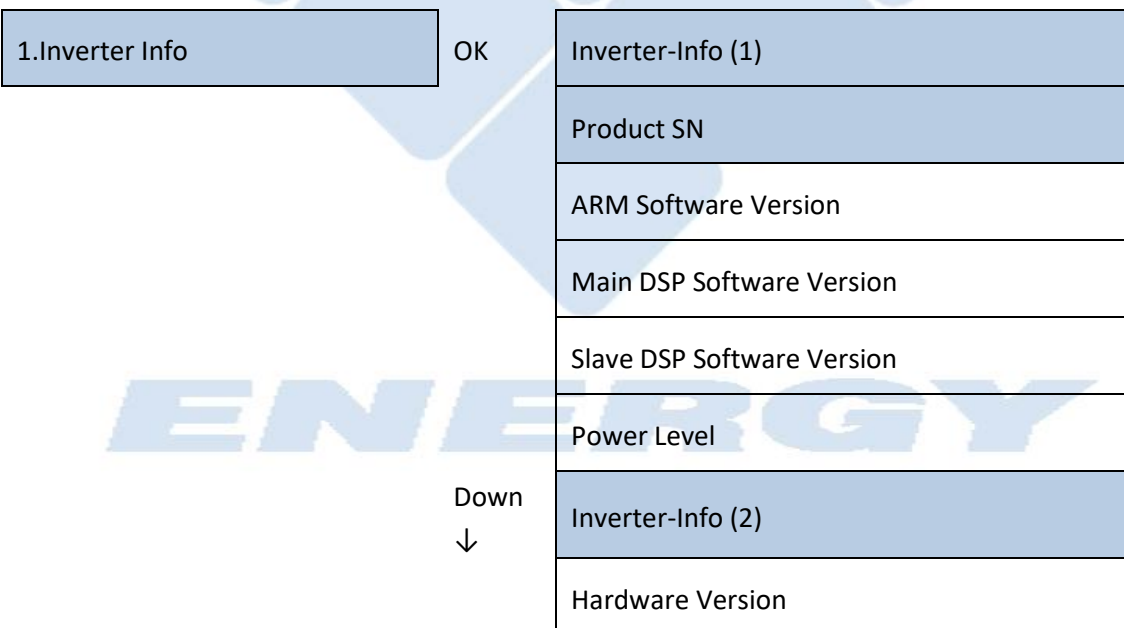 1.Inverter Info OK Inverter-Info (1)
Product SN
ARM Software Version
Main DSP Software Version
Slave DSP Software Version
ENERGY
Power Level
Down
↓
Inverter-Info (2)
Hardware Version